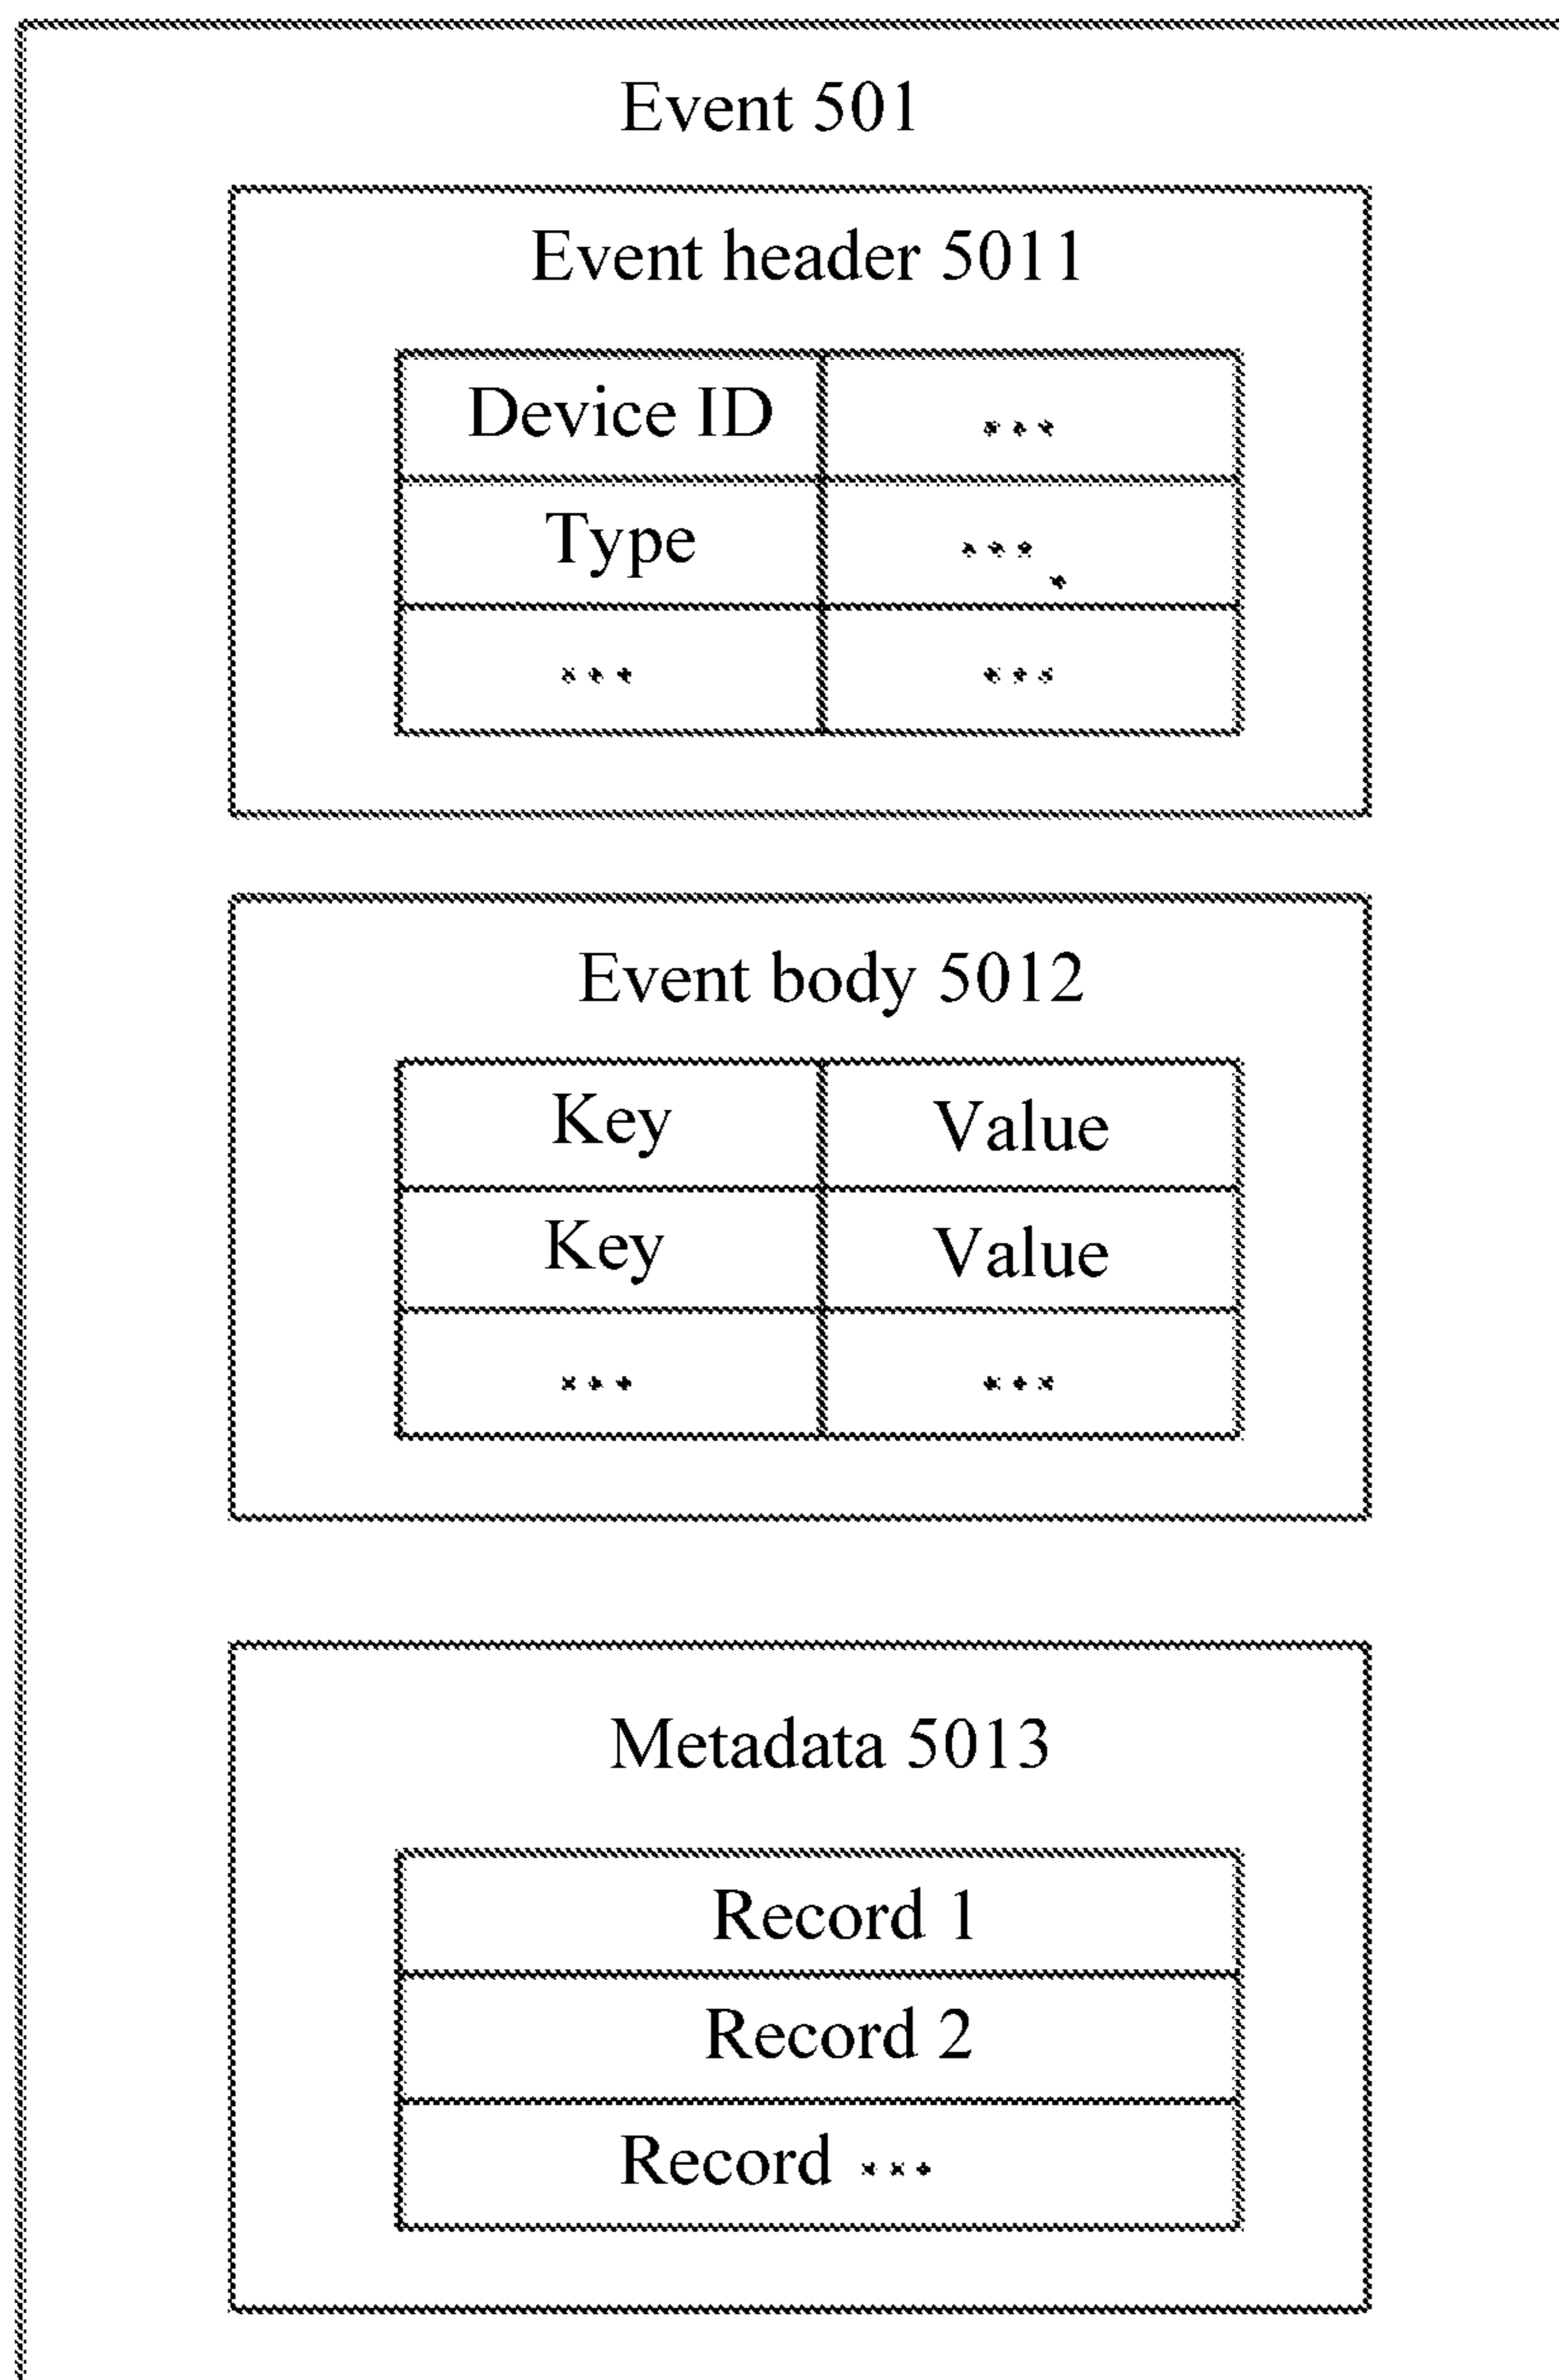 Event 501
Event header 5011
Device ID ...
Type ....
... ...
Event body 5012
Key Value
Key Value
... ...
Metadata 5013
Record 1
Record 2
Record ...